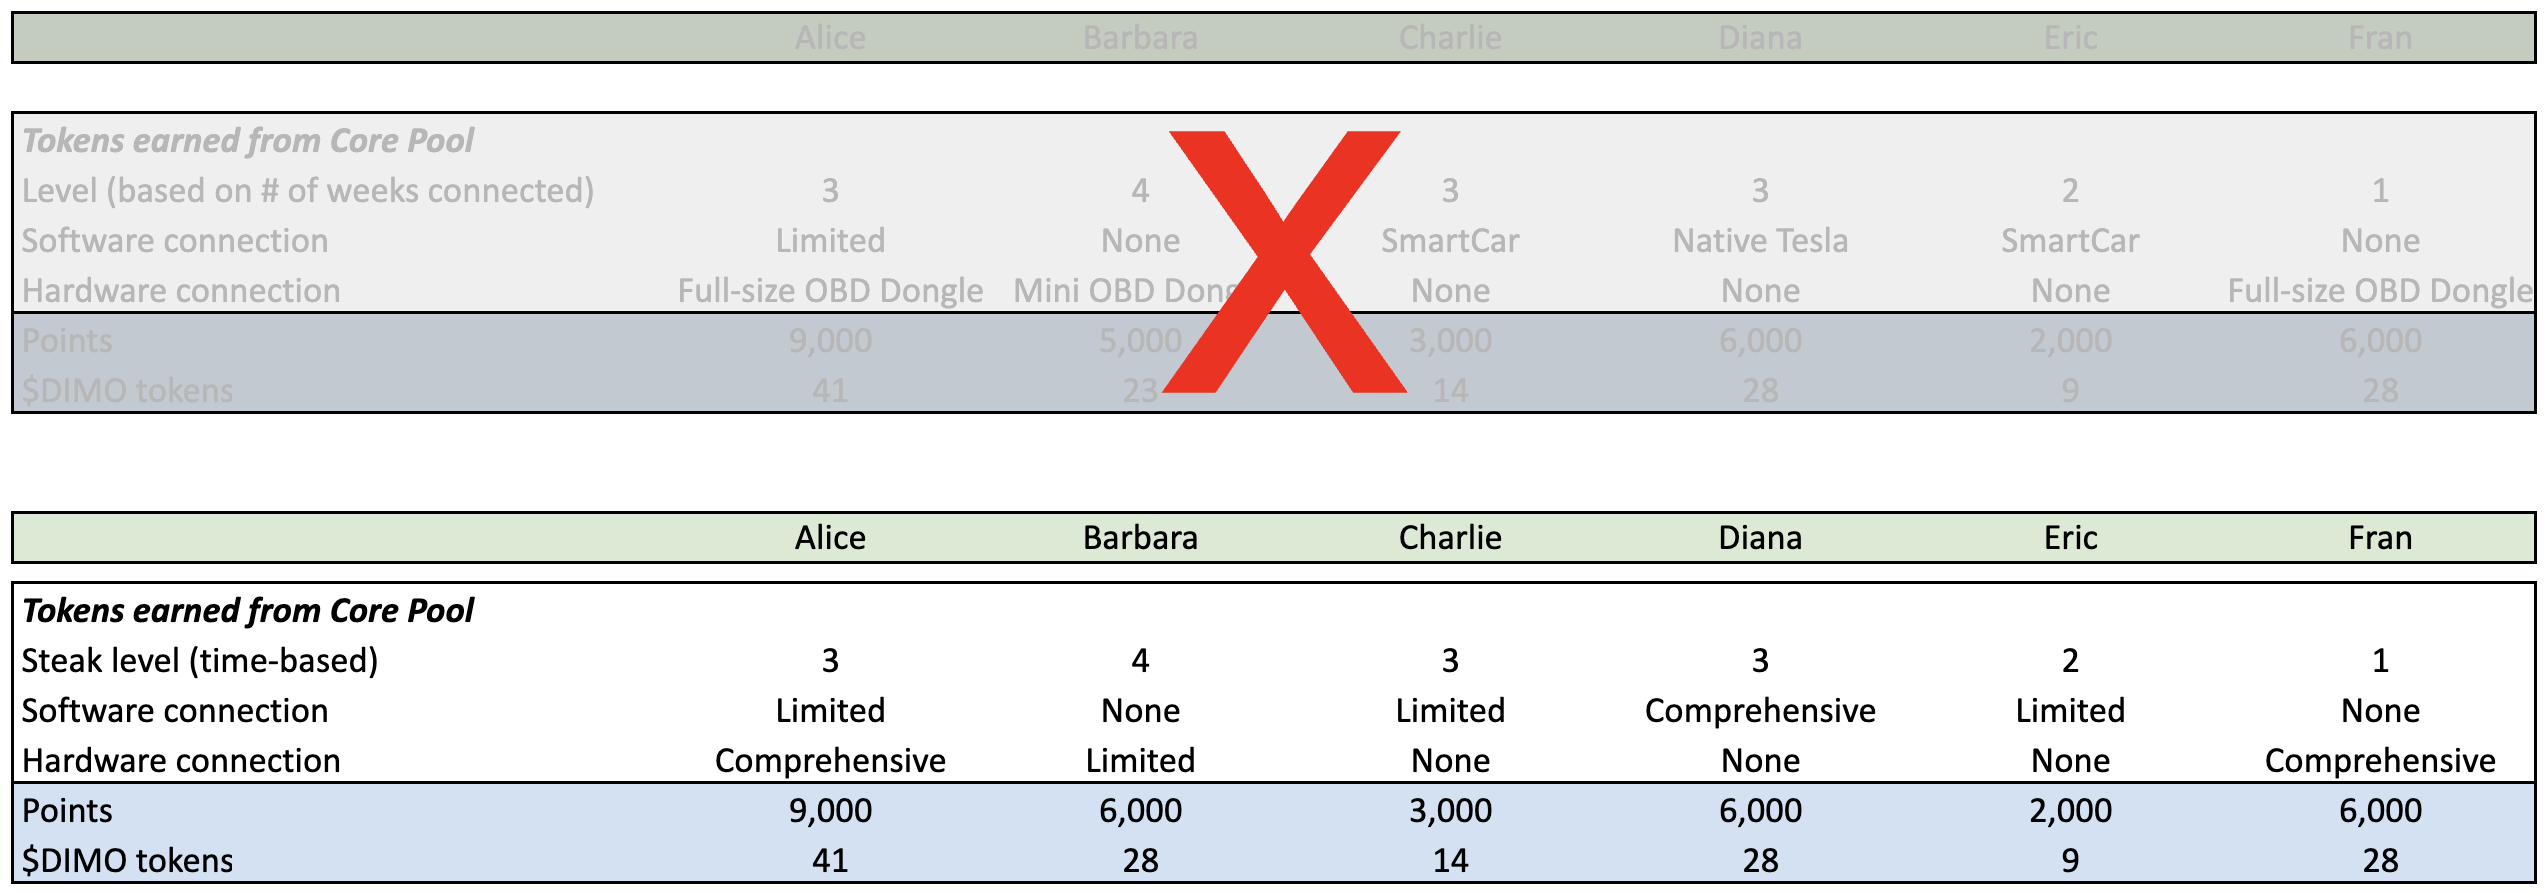 Alice Barbara Charlie Diana Eric Fran
Tokens earned from Core Pool
Level (based on # of weeks connected) 3 4 3 3 2 1
Software connection Limited None SmartCar Native Tesla SmartCar None
Hardware connection Full-size OBD Dongle Mini OBD Dong None None None Full-size OBD Dongle
Points 9,000 5,000 3,000 6,000 2,000 6,000
$DIMO tokens 41 23 14 28 9 28
X
Alice Barbara Charlie Diana Eric Fran
Tokens earned from Core Pool
Steak level (time-based) 3 4 3 3 2 1
Software connection Limited None Limited Comprehensive Limited None
Hardware connection Comprehensive Limited None None None Comprehensive
Points 9,000 6,000 3,000 6,000 2,000 6,000
$DIMO tokens 41 28 14 28 9 28